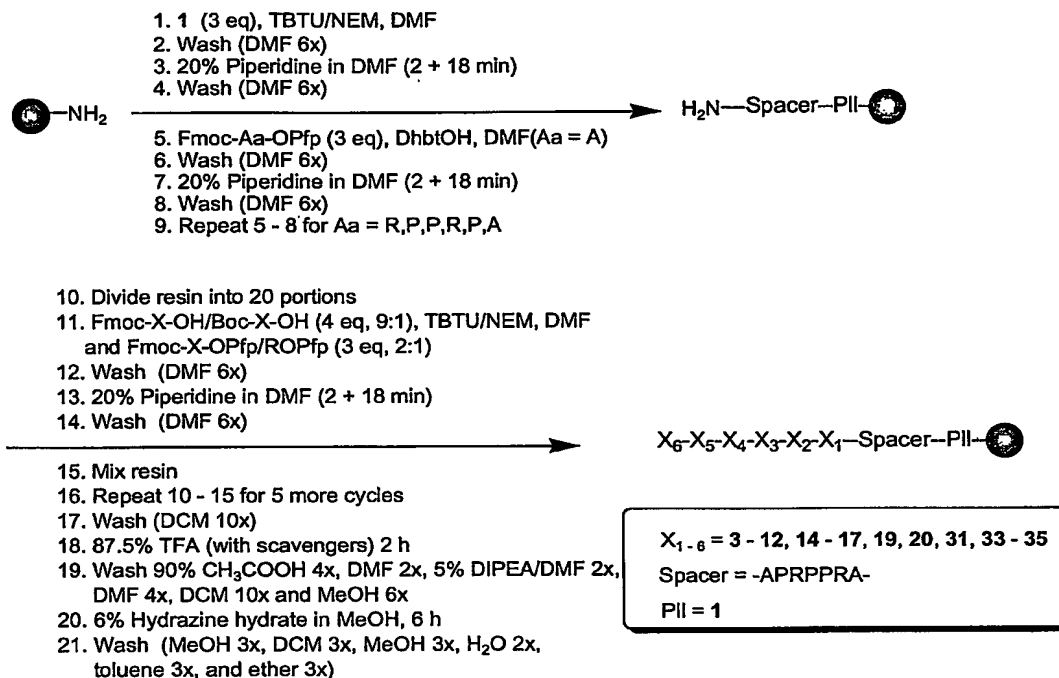 1. 1 (3 eq), TBTU/NEM, DMF
2. Wash (DMF 6x)
3. 20% Piperidine in DMF (2 + 18 min)
4. Wash (DMF 6x)
-NH2
H2N-Spacer-PII-
5. Fmoc-Aa-OPfp (3 eq), DhbtOH, DMF(Aa = A)
6. Wash (DMF 6x)
7. 20% Piperidine in DMF (2 + 18 min)
8. Wash (DMF 6x)
9. Repeat 5 - 8 for Aa = R,P,P,R,P,A
10. Divide resin into 20 portions
11. Fmoc-X-OH/Boc-X-OH (4 eq, 9:1), TBTU/NEM, DMF
and Fmoc-X-OPfp/ROPfp (3 eq, 2:1)
12. Wash (DMF 6x)
13. 20% Piperidine in DMF (2 + 18 min)
14. Wash (DMF 6x)
X6-X5-X4-X3-X2-X1-Spacer-PII-
15. Mix resin
16. Repeat 10 - 15 for 5 more cycles
17. Wash (DCM 10x)
18. 87.5% TFA (with scavengers) 2 h
19. Wash 90% CH3COOH 4x, DMF 2x, 5% DIPEA/DMF 2x,
DMF 4x, DCM 10x and MeOH 6x
20. 6% Hydrazine hydrate in MeOH, 6 h
21. Wash (MeOH 3x, DCM 3x, MeOH 3x, H2O 2x,
toluene 3x, and ether 3x)
X1-6 = 3 - 12, 14 - 17, 19, 20, 31, 33 - 35
Spacer = -APRPPRA-
PII = 1